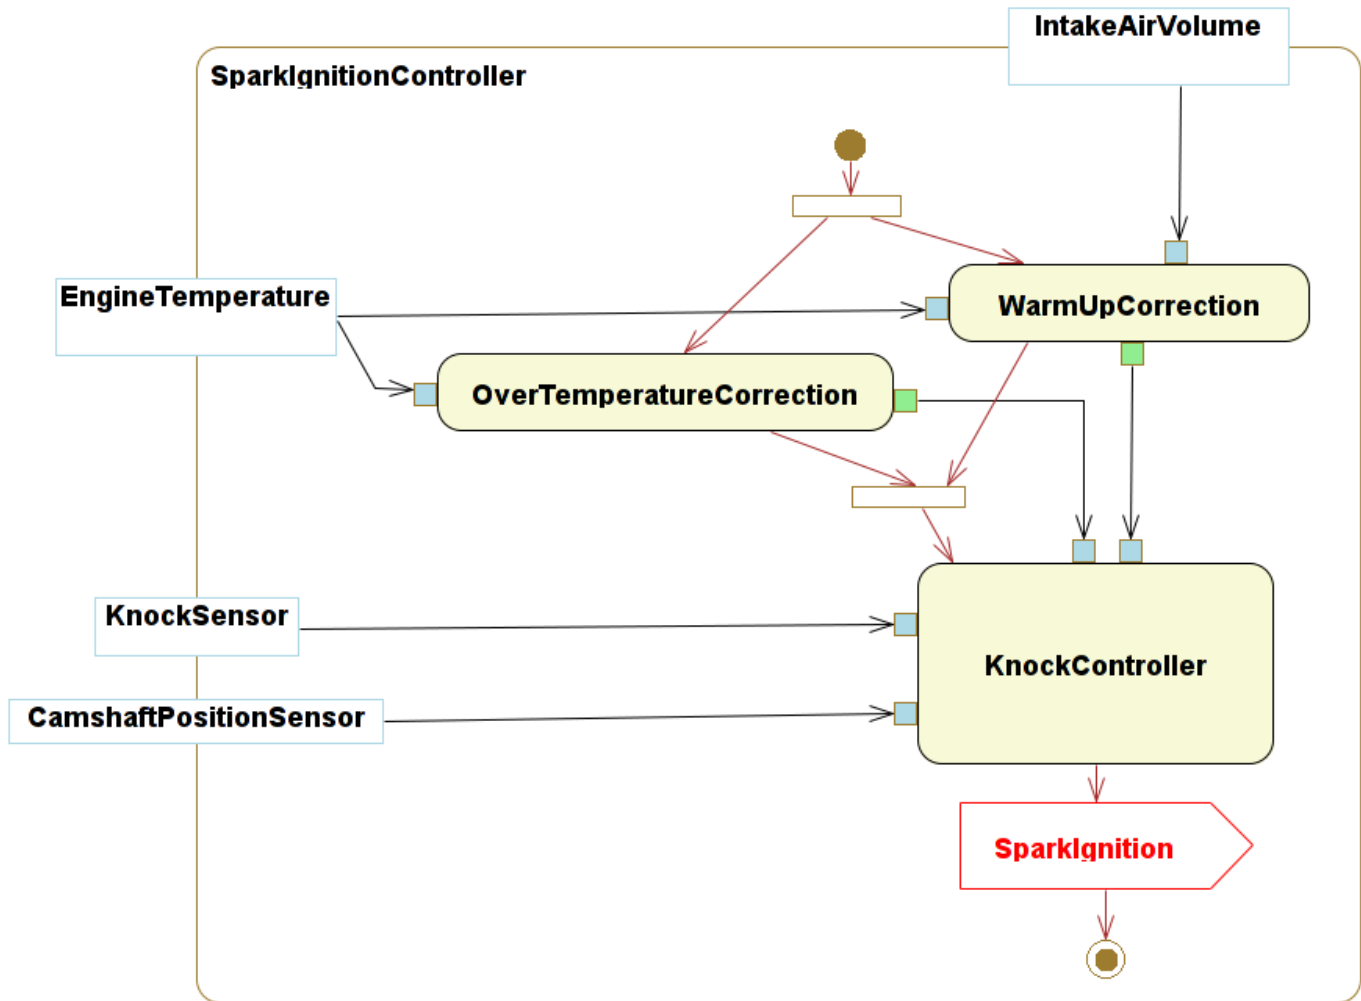 IntakeAirVolume
SparkIgnitionController
EngineTemperature
WarmUpCorrection
OverTemperatureCorrection
KnockSensor
KnockController
CamshaftPositionSensor
SparkIgnition